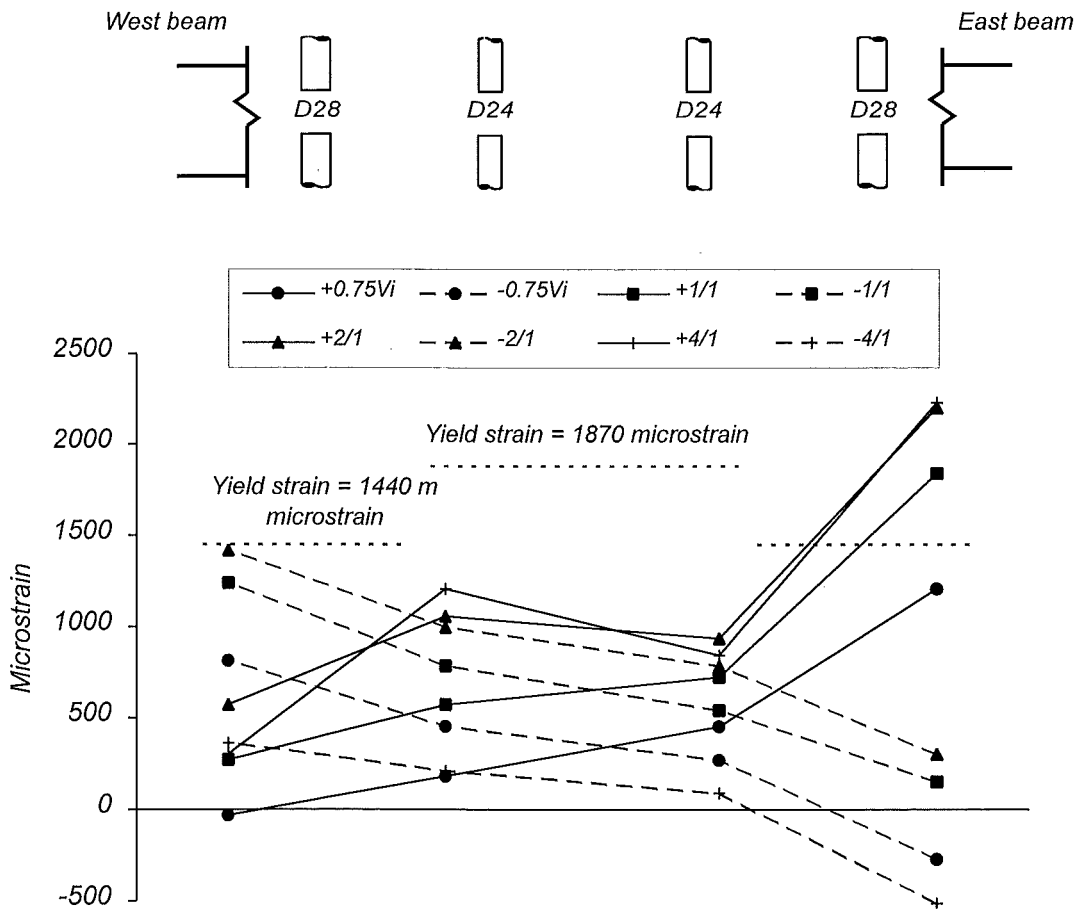 West beam
East beam
D28
D24
D24
D28
+0.75Vi
-0.75Vi
+1/1
-1/1
+2/1
-2/1
+4/1
-4/1
2500
2000
1500
1000
500
0
-500
Microstrain
Yield strain = 1870 microstrain
Yield strain = 1440 m
microstrain